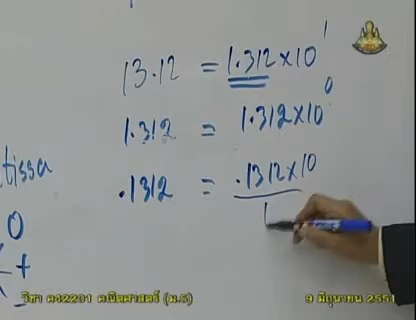 13.12 = 1.312×10¹
1.312 = 1.312×10⁰
.1312 = .1312×10
tissa
0
+
วิชา ค42201 คณิตศาสตร์ (ม.5)
9 มิถุนายน 2551